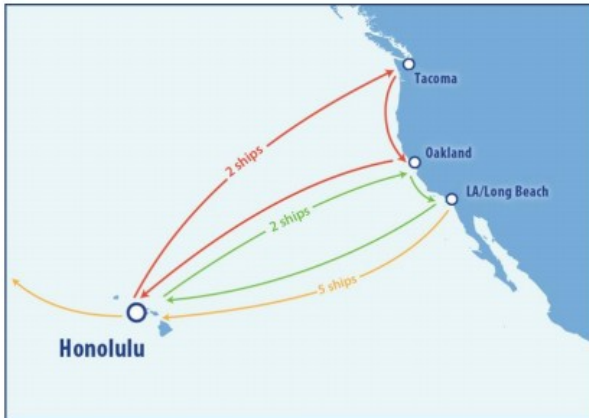 Tacoma
2 ships
Oakland
LA/Long Beach
2 ships
5 ships
Honolulu